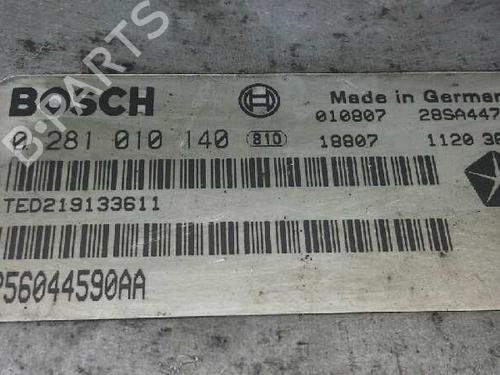 BOSCH
Made in German
010807 28SA447
0 281 010 140 810 18807 1120 38
TED219133611
P56044590AA
B-PARTS